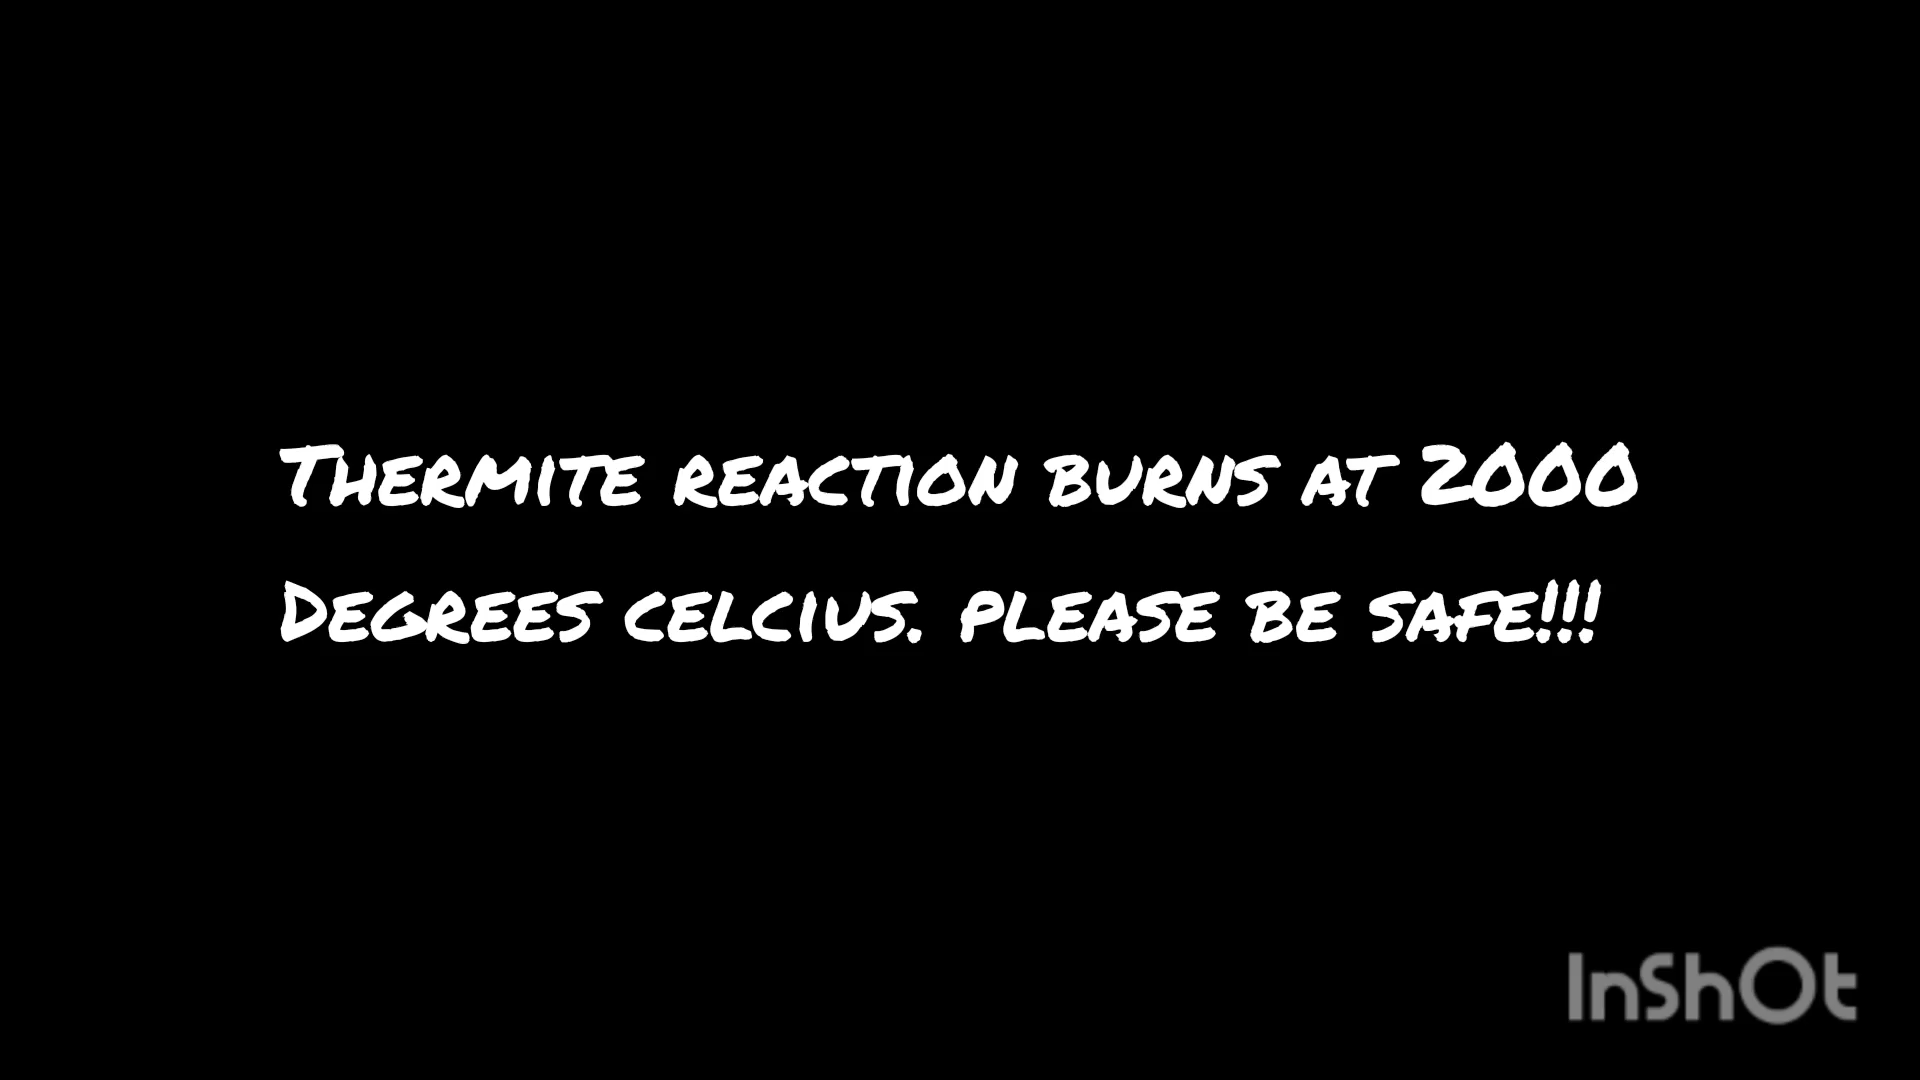 Thermite reaction burns at 2000
Degrees celcius. please be safe!!!
InShOt